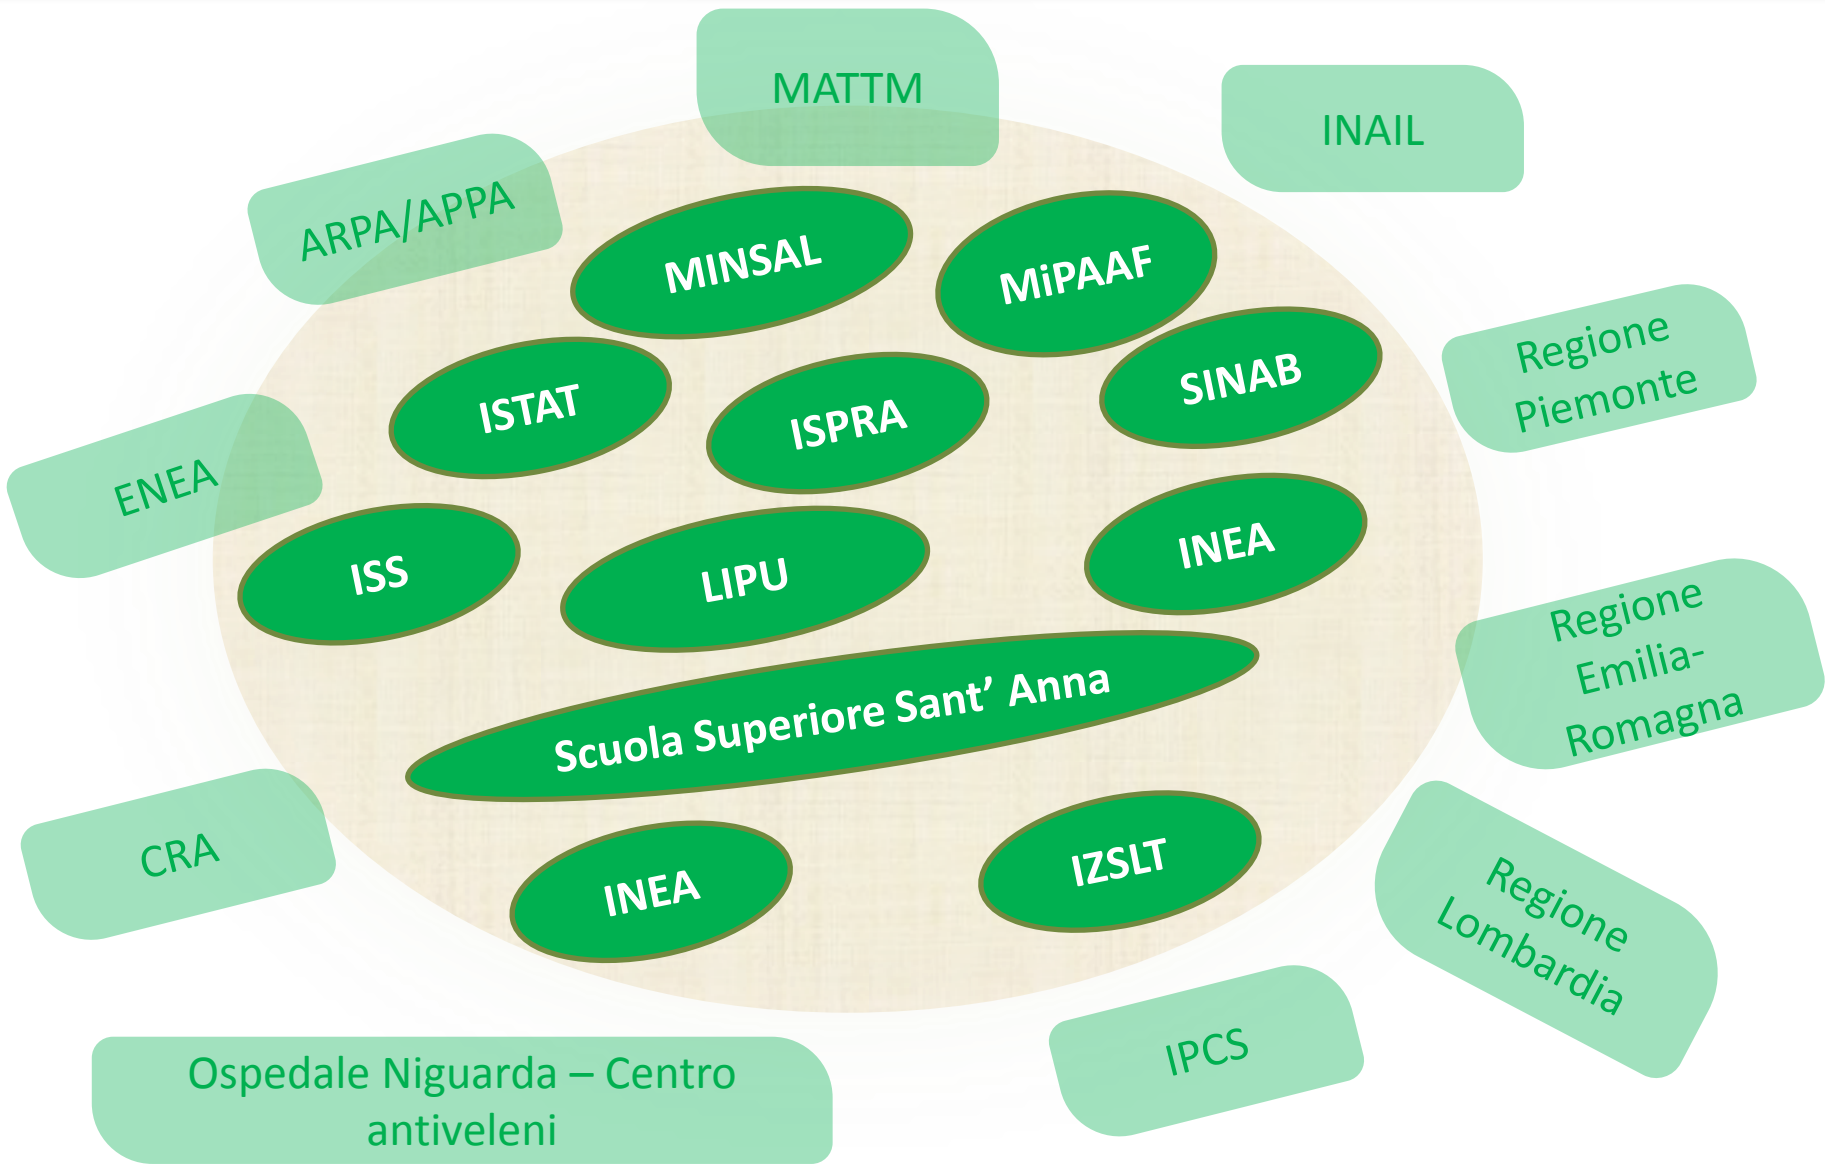 MATTM
INAIL
ARPA/APPA
MINSAL
MiPAAF
Regione
Piemonte
SINAB
ISTAT
ISPRA
ENEA
INEA
ISS
LIPU
Regione
Emilia-
Romagna
Scuola Superiore Sant’ Anna
CRA
IZSLT
INEA
Regione
Lombardia
IPCS
Ospedale Niguarda – Centro
antiveleni